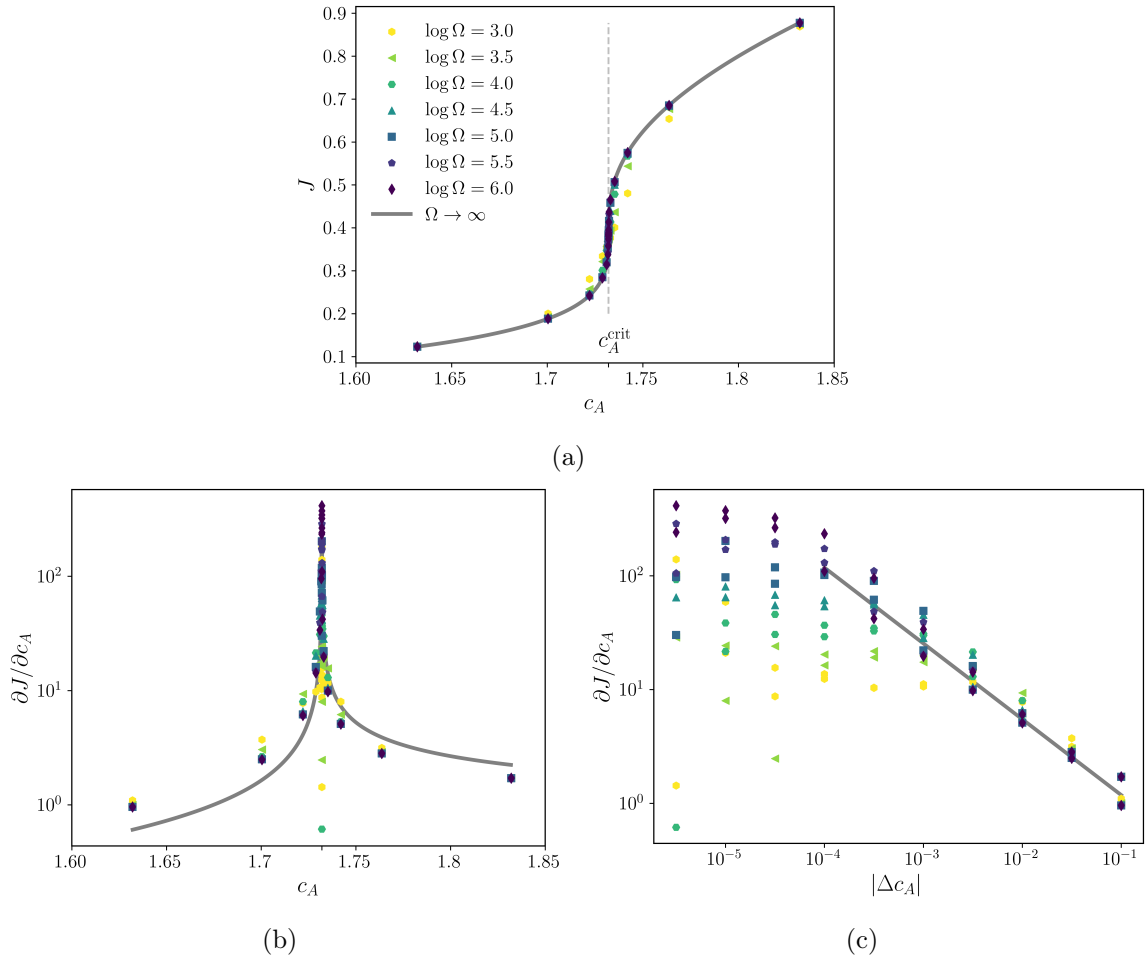 0.9
0.8
0.7
0.6
0.5
0.4
0.3
0.2
0.1
J
log Ω = 3.0
log Ω = 3.5
log Ω = 4.0
log Ω = 4.5
log Ω = 5.0
log Ω = 5.5
log Ω = 6.0
Ω → ∞
c_A^crit
1.60 1.65 1.7 1.75 1.8 1.85
c_A
(a)
10^2
10^1
10^0
∂J/∂c_A
1.60 1.65 1.7 1.75 1.8 1.85
c_A
(b)
10^2
10^1
10^0
∂J/∂c_A
10^−5 10^−4 10^−3 10^−2 10^−1
|Δc_A|
(c)